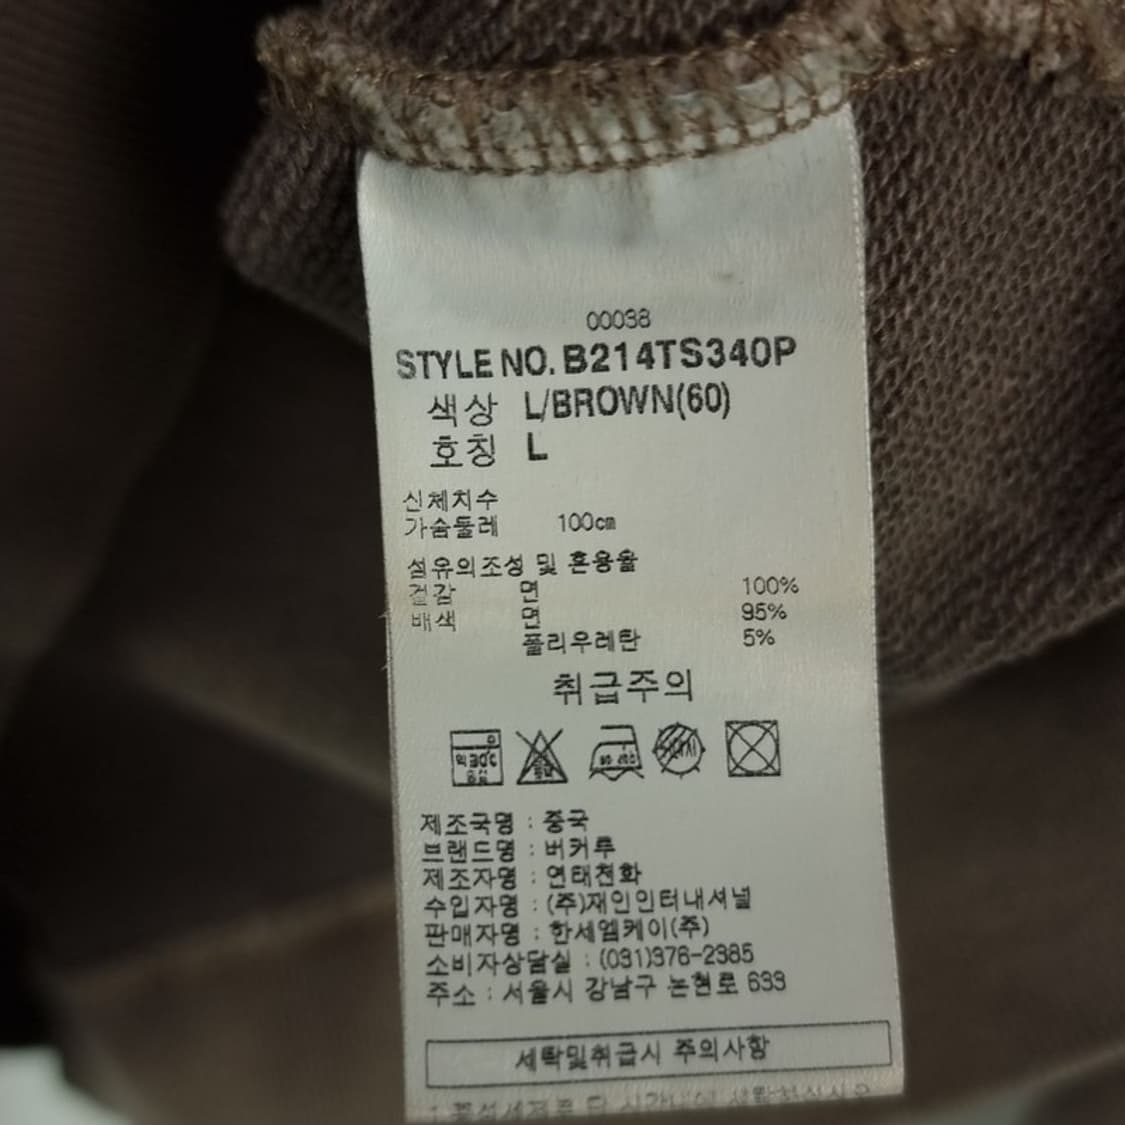 00038
STYLE NO. B214TS340P
색상 L/BROWN(60)
호칭 L
신체치수
가슴둘레 100cm
섬유의조성 및 혼용율
겉감 면 100%
배색 면 95%
폴리우레탄 5%
취급주의
약30℃
중성
제조국명 : 중국
브랜드명 : 버커루
제조자명 : 연태천화
수입자명 : (주)재인인터내셔널
판매자명 : 한세엠케이(주)
소비자상담실 : (031)376-2385
주소 : 서울시 강남구 논현로 633
세탁및취급시 주의사항